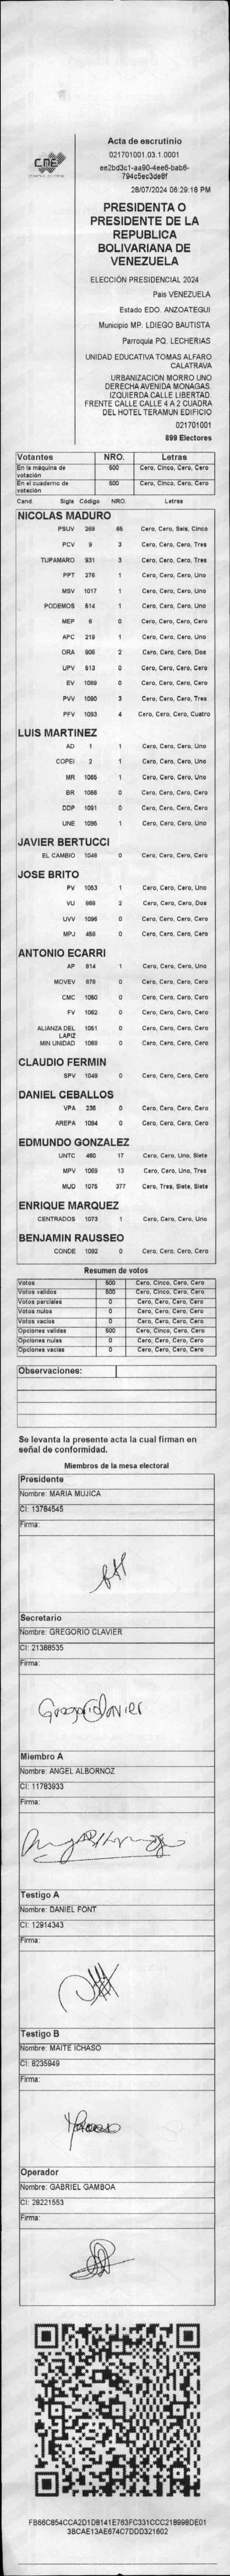 CNE
Acta de escrutinio
021701001.03.1.0001
ee2bd3c1-aa90-4ee6-bab6-
794c5ec3de8f
28/07/2024 06:29:18 PM
PRESIDENTA O
PRESIDENTE DE LA
REPUBLICA
BOLIVARIANA DE
VENEZUELA
ELECCIÓN PRESIDENCIAL 2024
Pais VENEZUELA
Estado EDO. ANZOATEGUI
Municipio MP. LDIEGO BAUTISTA
Parroquia PQ. LECHERIAS
UNIDAD EDUCATIVA TOMAS ALFARO
CALATRAVA
URBANIZACION MORRO UNO
DERECHA AVENIDA MONAGAS.
IZQUIERDA CALLE LIBERTAD.
FRENTE CALLE CALLE 4 A 2 CUADRA
DEL HOTEL TERAMUN EDIFICIO
021701001
899 Electores
Votantes NRO. Letras
En la máquina de votación 500 Cero, Cinco, Cero, Cero
En el cuaderno de votación 500 Cero, Cinco, Cero, Cero
Cand. Sigla Código NRO. Letras
NICOLAS MADURO
PSUV 269 65 Cero, Cero, Seis, Cinco
PCV 9 3 Cero, Cero, Cero, Tres
TUPAMARO 931 3 Cero, Cero, Cero, Tres
PPT 276 1 Cero, Cero, Cero, Uno
MSV 1017 1 Cero, Cero, Cero, Uno
PODEMOS 514 1 Cero, Cero, Cero, Uno
MEP 6 0 Cero, Cero, Cero, Cero
APC 219 1 Cero, Cero, Cero, Uno
ORA 906 2 Cero, Cero, Cero, Dos
UPV 513 0 Cero, Cero, Cero, Cero
EV 1089 0 Cero, Cero, Cero, Cero
PVV 1090 3 Cero, Cero, Cero, Tres
PFV 1093 4 Cero, Cero, Cero, Cuatro
LUIS MARTINEZ
AD 1 1 Cero, Cero, Cero, Uno
COPEI 2 1 Cero, Cero, Cero, Uno
MR 1065 1 Cero, Cero, Cero, Uno
BR 1066 0 Cero, Cero, Cero, Cero
DDP 1091 0 Cero, Cero, Cero, Cero
UNE 1095 1 Cero, Cero, Cero, Uno
JAVIER BERTUCCI
EL CAMBIO 1048 0 Cero, Cero, Cero, Cero
JOSE BRITO
PV 1053 1 Cero, Cero, Cero, Uno
VU 868 2 Cero, Cero, Cero, Dos
UVV 1096 0 Cero, Cero, Cero, Cero
MPJ 459 0 Cero, Cero, Cero, Cero
ANTONIO ECARRI
AP 814 1 Cero, Cero, Cero, Uno
MOVEV 878 0 Cero, Cero, Cero, Cero
CMC 1050 0 Cero, Cero, Cero, Cero
FV 1052 0 Cero, Cero, Cero, Cero
ALIANZA DEL LAPIZ 1051 0 Cero, Cero, Cero, Cero
MIN UNIDAD 1068 0 Cero, Cero, Cero, Cero
CLAUDIO FERMIN
SPV 1049 0 Cero, Cero, Cero, Cero
DANIEL CEBALLOS
VPA 236 0 Cero, Cero, Cero, Cero
AREPA 1094 0 Cero, Cero, Cero, Cero
EDMUNDO GONZALEZ
UNTC 460 17 Cero, Cero, Uno, Siete
MPV 1069 13 Cero, Cero, Uno, Tres
MUD 1075 377 Cero, Tres, Siete, Siete
ENRIQUE MARQUEZ
CENTRADOS 1073 1 Cero, Cero, Cero, Uno
BENJAMIN RAUSSEO
CONDE 1092 0 Cero, Cero, Cero, Cero
Resumen de votos
Votos 500 Cero, Cinco, Cero, Cero
Votos validos 500 Cero, Cinco, Cero, Cero
Votos parciales 0 Cero, Cero, Cero, Cero
Votos nulos 0 Cero, Cero, Cero, Cero
Votos vacios 0 Cero, Cero, Cero, Cero
Opciones validas 500 Cero, Cinco, Cero, Cero
Opciones nulas 0 Cero, Cero, Cero, Cero
Opciones vacias 0 Cero, Cero, Cero, Cero
Observaciones:
Se levanta la presente acta la cual firman en
señal de conformidad.
Miembros de la mesa electoral
Presidente
Nombre: MARIA MUJICA
CI: 13784545
Firma:
Secretario
Nombre: GREGORIO CLAVIER
CI: 21388535
Firma:
Miembro A
Nombre: ANGEL ALBORNOZ
CI: 11783933
Firma:
Testigo A
Nombre: DANIEL FONT
CI: 12914343
Firma:
Testigo B
Nombre: MAITE ICHASO
CI: 8235949
Firma:
Operador
Nombre: GABRIEL GAMBOA
CI: 28221553
Firma:
FB66C854CCA2D1D8141E763FC331CCC218998DE01
3BCAE13AE674C7DDD321602